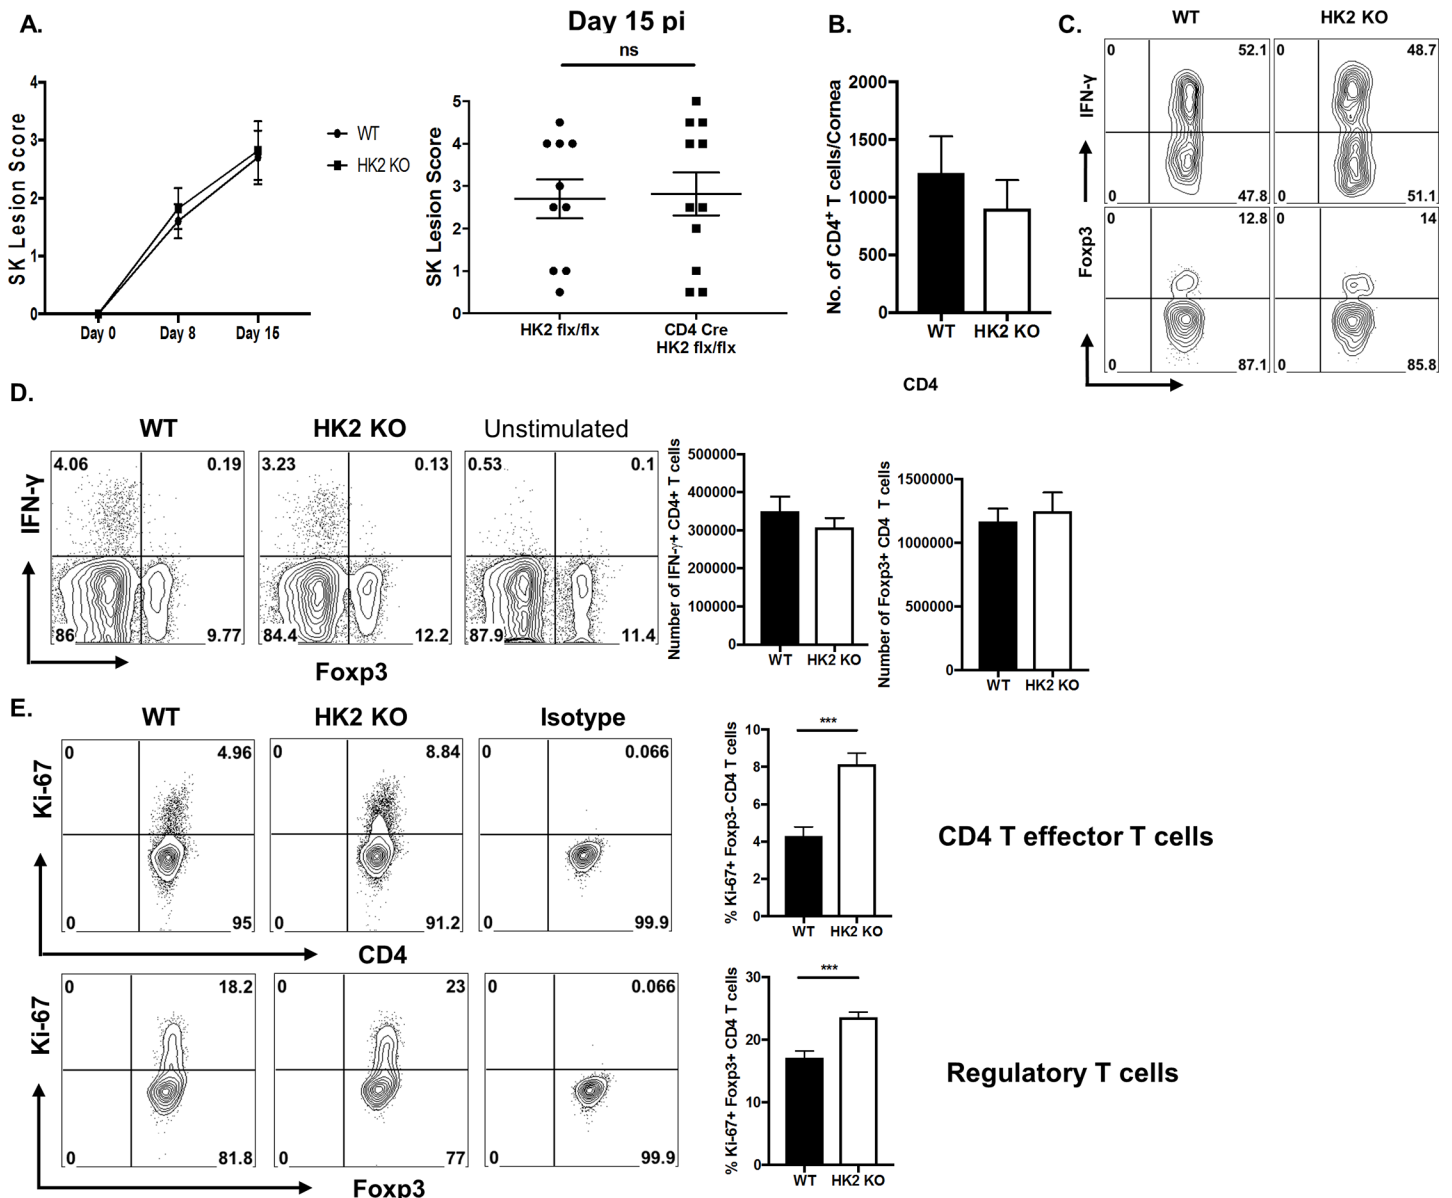 A.
Day 15 pi
SK Lesion Score
4
3
2
1
0
Day 0
Day 8
Day 15
WT
HK2 KO
ns
SK Lesion Score
5
4
3
2
1
0
HK2 flx/flx
CD4 Cre
HK2 flx/flx
B.
No. of CD4+ T cells/Cornea
2000
1500
1000
500
0
WT
HK2 KO
C.
WT
HK2 KO
IFN-γ
0
52.1
0
47.8
0
48.7
0
51.1
Foxp3
0
12.8
0
87.1
0
14
0
85.8
CD4
D.
WT
HK2 KO
Unstimulated
IFN-γ
4.06
0.19
86
9.77
3.23
0.13
84.4
12.2
0.53
0.1
87.9
11.4
Foxp3
Number of IFN-γ+ CD4+ T cells
500000
400000
300000
200000
100000
0
WT
HK2 KO
Number of Foxp3+ CD4 T cells
1500000
1000000
500000
0
WT
HK2 KO
E.
WT
HK2 KO
Isotype
Ki-67
0
4.96
0
95
0
8.84
0
91.2
0
0.066
0
99.9
CD4
% Ki-67+ Foxp3- CD4 T cells
10
8
6
4
2
0
***
WT
HK2 KO
CD4 T effector T cells
Ki-67
0
18.2
0
81.8
0
23
0
77
0
0.066
0
99.9
Foxp3
% Ki-67+ Foxp3+ CD4 T cells
30
20
10
0
***
WT
HK2 KO
Regulatory T cells